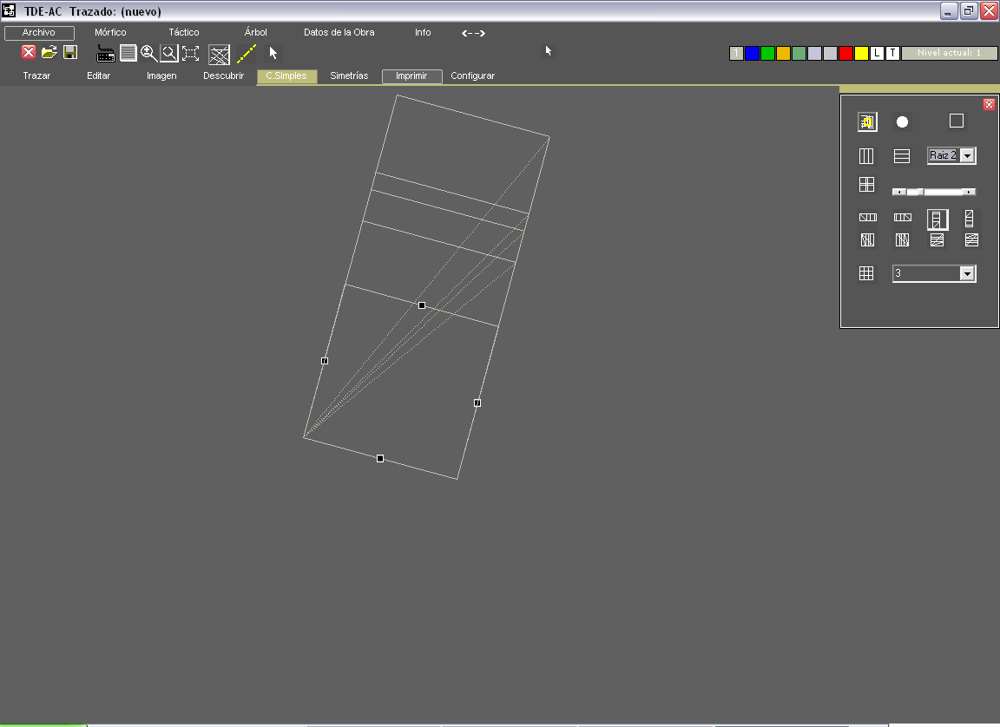 TDE-AC Trazado: (nuevo)
Archivo Mórfico Táctico Árbol Datos de la Obra Info <-->
1 L T Nivel actual: 1
Trazar Editar Imagen Descubrir C.Simples Simetrías Imprimir Configurar
Raiz 2
3